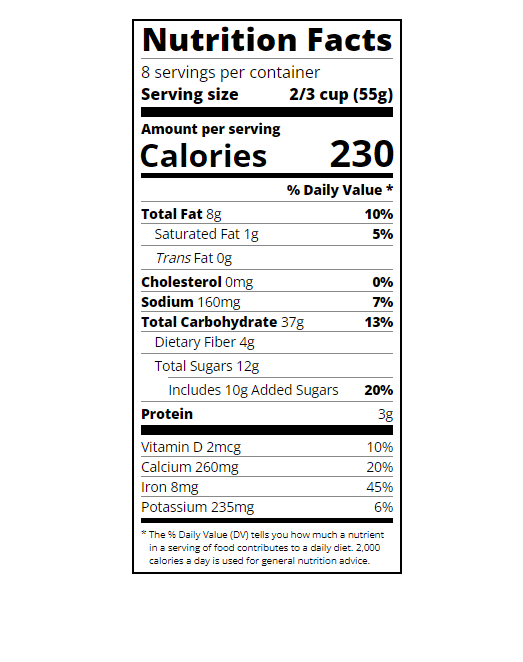 Nutrition Facts
8 servings per container
Serving size 2/3 cup (55g)
Amount per serving
Calories 230
% Daily Value *
Total Fat 8g 10%
Saturated Fat 1g 5%
Trans Fat 0g
Cholesterol 0mg 0%
Sodium 160mg 7%
Total Carbohydrate 37g 13%
Dietary Fiber 4g
Total Sugars 12g
Includes 10g Added Sugars 20%
Protein 3g
Vitamin D 2mcg 10%
Calcium 260mg 20%
Iron 8mg 45%
Potassium 235mg 6%
* The % Daily Value (DV) tells you how much a nutrient
in a serving of food contributes to a daily diet. 2,000
calories a day is used for general nutrition advice.